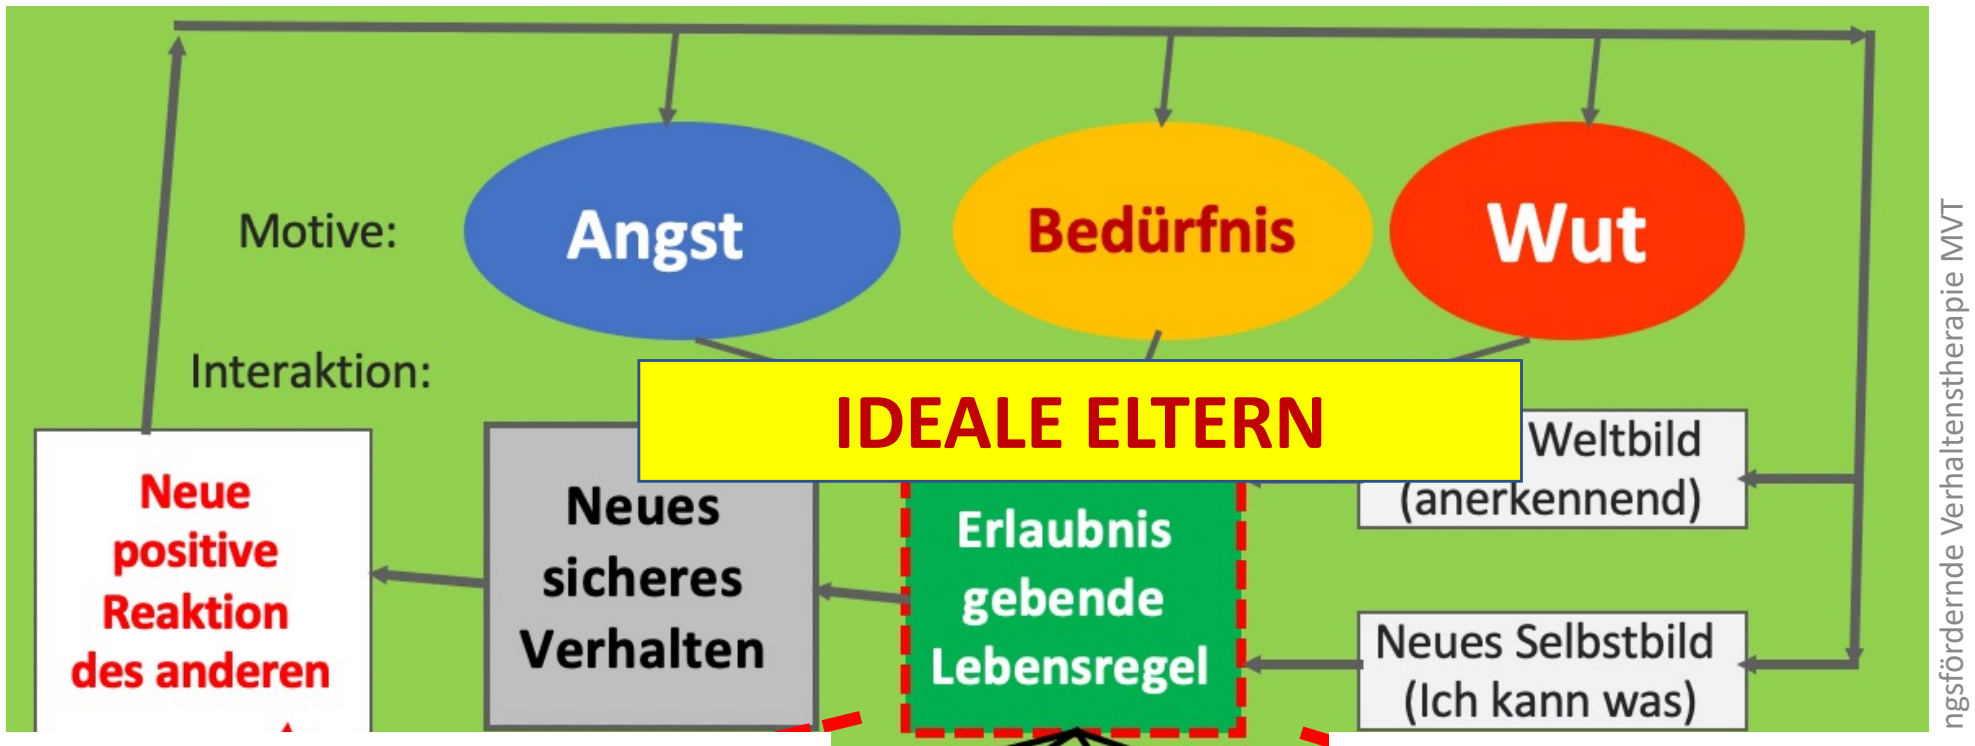 Motive:
Angst
Bedürfnis
Wut
Interaktion:
IDEALE ELTERN
Neue
positive
Reaktion
des anderen
Neues
sicheres
Verhalten
Erlaubnis
gebende
Lebensregel
Weltbild
(anerkennend)
Neues Selbstbild
(Ich kann was)
ngsfördernde Verhaltenstherapie MVT